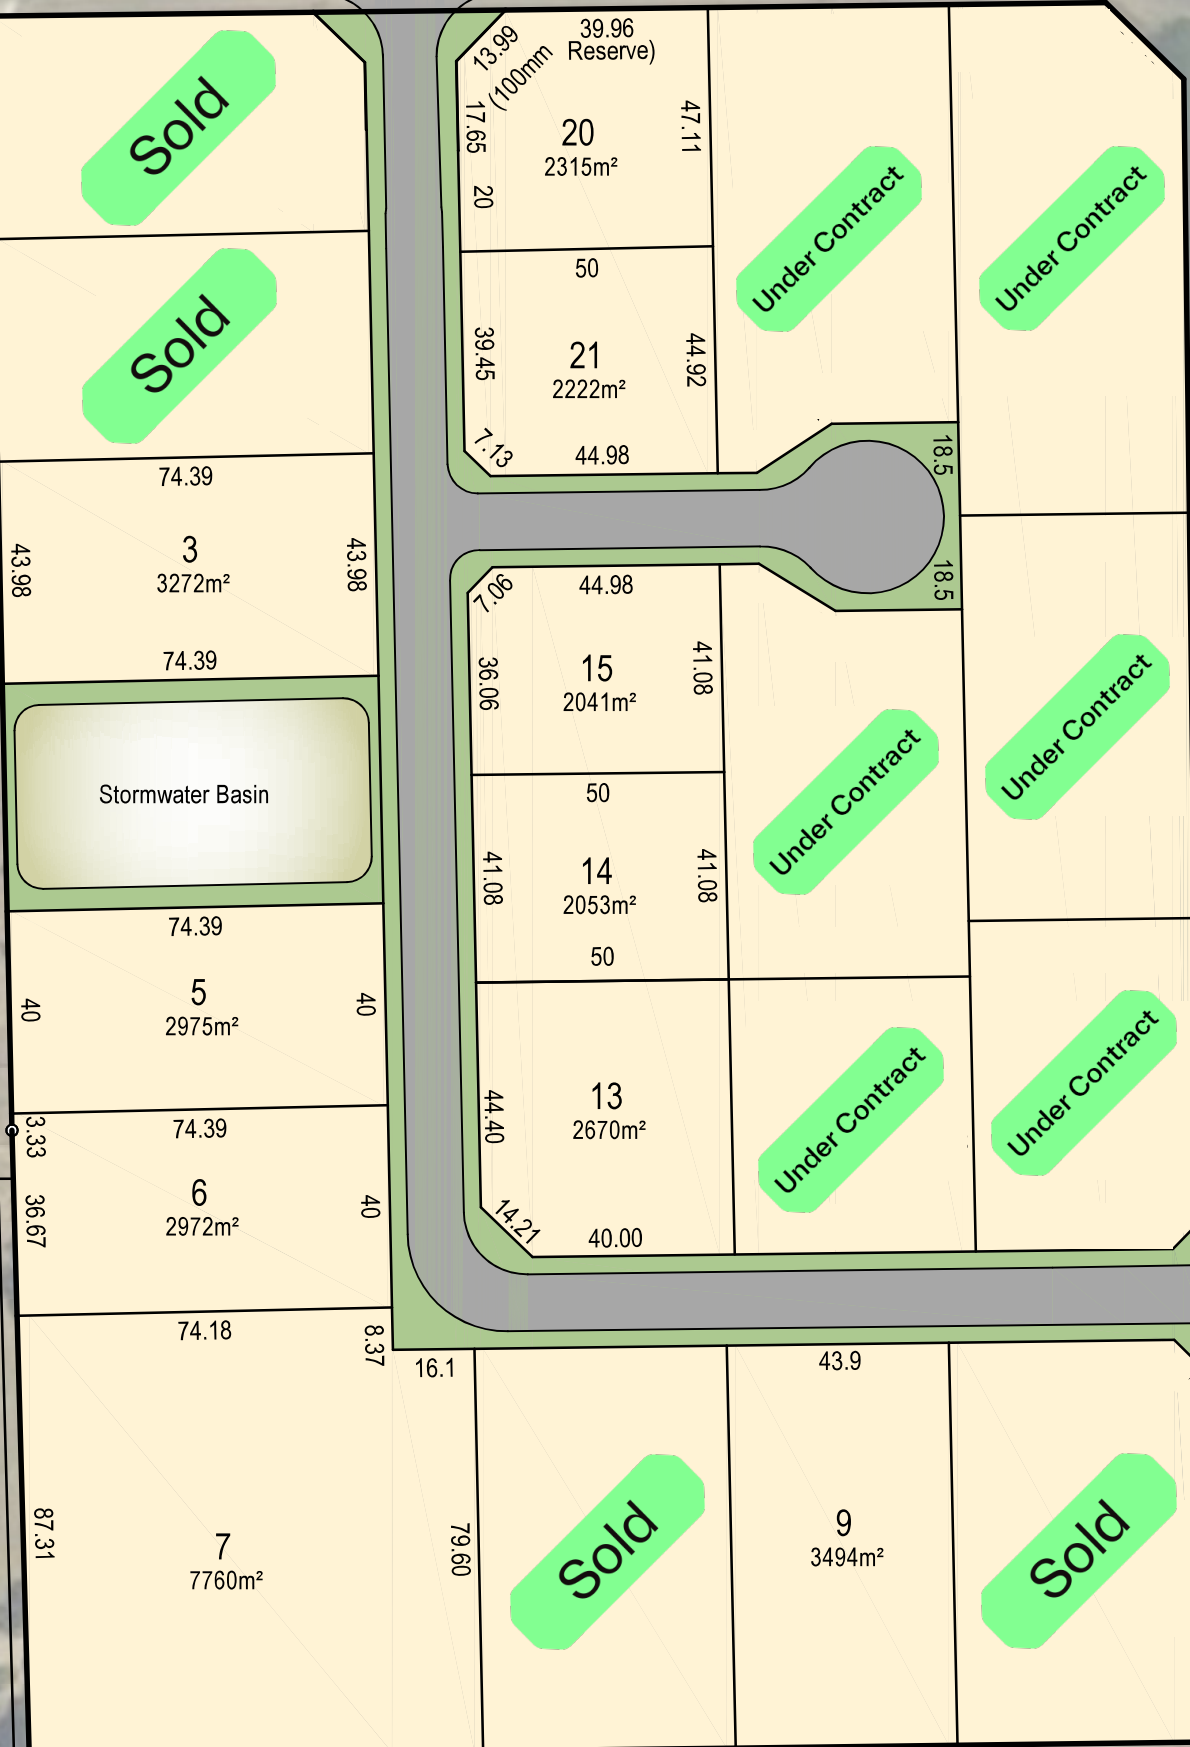 Sold
Sold
74.39
43.98
3
3272m²
43.98
74.39
Stormwater Basin
74.39
40
5
2975m²
40
3.33
74.39
36.67
6
2972m²
40
74.18
8.37
16.1
87.31
7
7760m²
79.60
13.99
(100mm
39.96
Reserve)
17.65
20
20
2315m²
47.11
50
39.45
21
2222m²
44.92
7.13
44.98
Under Contract
Under Contract
18.5
18.5
7.06
44.98
36.06
15
2041m²
41.08
50
41.08
14
2053m²
41.08
50
Under Contract
Under Contract
44.40
13
2670m²
14.21
40.00
Under Contract
Under Contract
Sold
43.9
9
3494m²
Sold